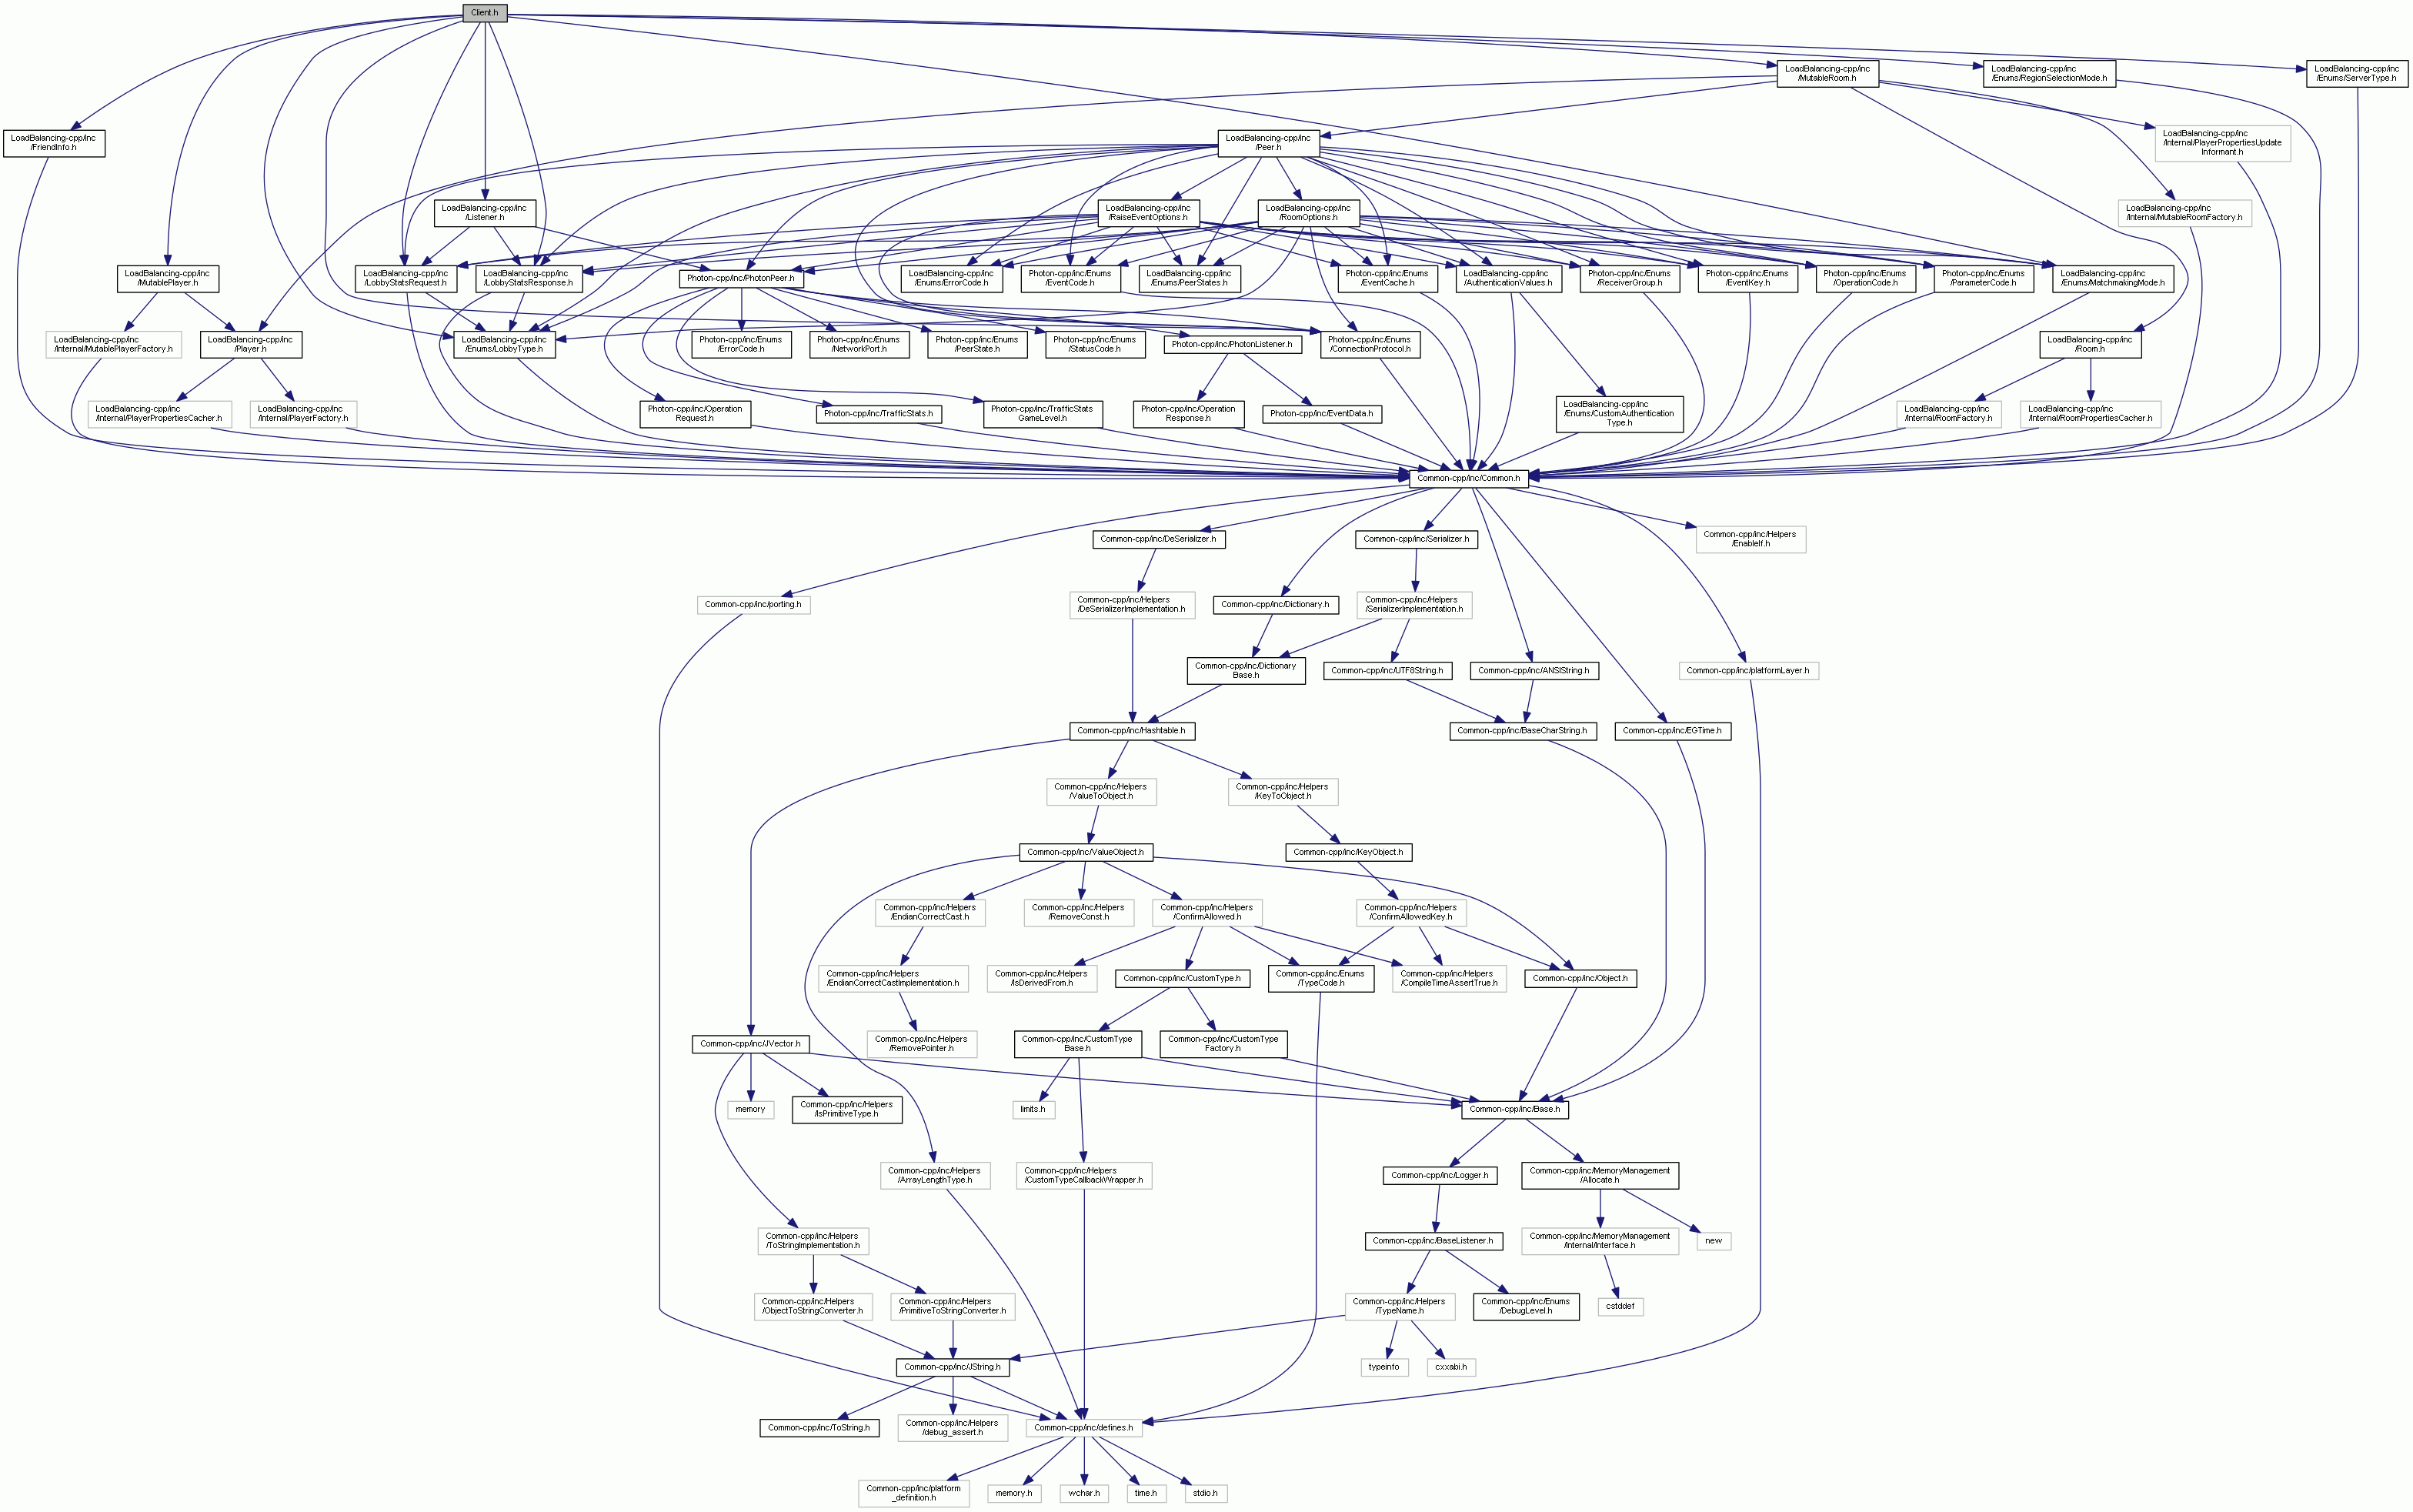 Client.h
LoadBalancing-cpp/inc
/MutableRoom.h
LoadBalancing-cpp/inc
/Enums/RegionSelectionMode.h
LoadBalancing-cpp/inc
/Enums/ServerType.h
LoadBalancing-cpp/inc
/FriendInfo.h
LoadBalancing-cpp/inc
/Peer.h
LoadBalancing-cpp/inc
/Internal/PlayerPropertiesUpdate
Informant.h
LoadBalancing-cpp/inc
/Listener.h
LoadBalancing-cpp/inc
/RaiseEventOptions.h
LoadBalancing-cpp/inc
/RoomOptions.h
LoadBalancing-cpp/inc
/Internal/MutableRoomFactory.h
LoadBalancing-cpp/inc
/MutablePlayer.h
LoadBalancing-cpp/inc
/LobbyStatsRequest.h
LoadBalancing-cpp/inc
/LobbyStatsResponse.h
Photon-cpp/inc/PhotonPeer.h
LoadBalancing-cpp/inc
/Enums/ErrorCode.h
Photon-cpp/inc/Enums
/EventCode.h
LoadBalancing-cpp/inc
/Enums/PeerStates.h
Photon-cpp/inc/Enums
/EventCache.h
LoadBalancing-cpp/inc
/AuthenticationValues.h
Photon-cpp/inc/Enums
/ReceiverGroup.h
Photon-cpp/inc/Enums
/EventKey.h
Photon-cpp/inc/Enums
/OperationCode.h
Photon-cpp/inc/Enums
/ParameterCode.h
LoadBalancing-cpp/inc
/Enums/MatchmakingMode.h
LoadBalancing-cpp/inc
/Internal/MutablePlayerFactory.h
LoadBalancing-cpp/inc
/Player.h
LoadBalancing-cpp/inc
/Enums/LobbyType.h
Photon-cpp/inc/Enums
/ErrorCode.h
Photon-cpp/inc/Enums
/NetworkPort.h
Photon-cpp/inc/Enums
/PeerState.h
Photon-cpp/inc/Enums
/StatusCode.h
Photon-cpp/inc/PhotonListener.h
Photon-cpp/inc/Enums
/ConnectionProtocol.h
LoadBalancing-cpp/inc
/Room.h
LoadBalancing-cpp/inc
/Internal/PlayerPropertiesCacher.h
LoadBalancing-cpp/inc
/Internal/PlayerFactory.h
Photon-cpp/inc/Operation
Request.h
Photon-cpp/inc/TrafficStats.h
Photon-cpp/inc/TrafficStats
GameLevel.h
Photon-cpp/inc/Operation
Response.h
Photon-cpp/inc/EventData.h
LoadBalancing-cpp/inc
/Enums/CustomAuthentication
Type.h
LoadBalancing-cpp/inc
/Internal/RoomFactory.h
LoadBalancing-cpp/inc
/Internal/RoomPropertiesCacher.h
Common-cpp/inc/Common.h
Common-cpp/inc/DeSerializer.h
Common-cpp/inc/Serializer.h
Common-cpp/inc/Helpers
/EnableIf.h
Common-cpp/inc/porting.h
Common-cpp/inc/Helpers
/DeSerializerImplementation.h
Common-cpp/inc/Dictionary.h
Common-cpp/inc/Helpers
/SerializerImplementation.h
Common-cpp/inc/Dictionary
Base.h
Common-cpp/inc/UTF8String.h
Common-cpp/inc/ANSIString.h
Common-cpp/inc/platformLayer.h
Common-cpp/inc/Hashtable.h
Common-cpp/inc/BaseCharString.h
Common-cpp/inc/EGTime.h
Common-cpp/inc/Helpers
/ValueToObject.h
Common-cpp/inc/Helpers
/KeyToObject.h
Common-cpp/inc/ValueObject.h
Common-cpp/inc/KeyObject.h
Common-cpp/inc/Helpers
/EndianCorrectCast.h
Common-cpp/inc/Helpers
/RemoveConst.h
Common-cpp/inc/Helpers
/ConfirmAllowed.h
Common-cpp/inc/Helpers
/ConfirmAllowedKey.h
Common-cpp/inc/Helpers
/EndianCorrectCastImplementation.h
Common-cpp/inc/Helpers
/IsDerivedFrom.h
Common-cpp/inc/CustomType.h
Common-cpp/inc/Enums
/TypeCode.h
Common-cpp/inc/Helpers
/CompileTimeAssertTrue.h
Common-cpp/inc/Object.h
Common-cpp/inc/JVector.h
Common-cpp/inc/Helpers
/RemovePointer.h
Common-cpp/inc/CustomType
Base.h
Common-cpp/inc/CustomType
Factory.h
memory
Common-cpp/inc/Helpers
/IsPrimitiveType.h
limits.h
Common-cpp/inc/Base.h
Common-cpp/inc/Helpers
/ArrayLengthType.h
Common-cpp/inc/Helpers
/CustomTypeCallbackWrapper.h
Common-cpp/inc/Logger.h
Common-cpp/inc/MemoryManagement
/Allocate.h
Common-cpp/inc/Helpers
/ToStringImplementation.h
Common-cpp/inc/BaseListener.h
Common-cpp/inc/MemoryManagement
/Internal/Interface.h
new
Common-cpp/inc/Helpers
/ObjectToStringConverter.h
Common-cpp/inc/Helpers
/PrimitiveToStringConverter.h
Common-cpp/inc/Helpers
/TypeName.h
Common-cpp/inc/Enums
/DebugLevel.h
cstddef
Common-cpp/inc/JString.h
typeinfo
cxxabi.h
Common-cpp/inc/ToString.h
Common-cpp/inc/Helpers
/debug_assert.h
Common-cpp/inc/defines.h
Common-cpp/inc/platform
_definition.h
memory.h
wchar.h
time.h
stdio.h